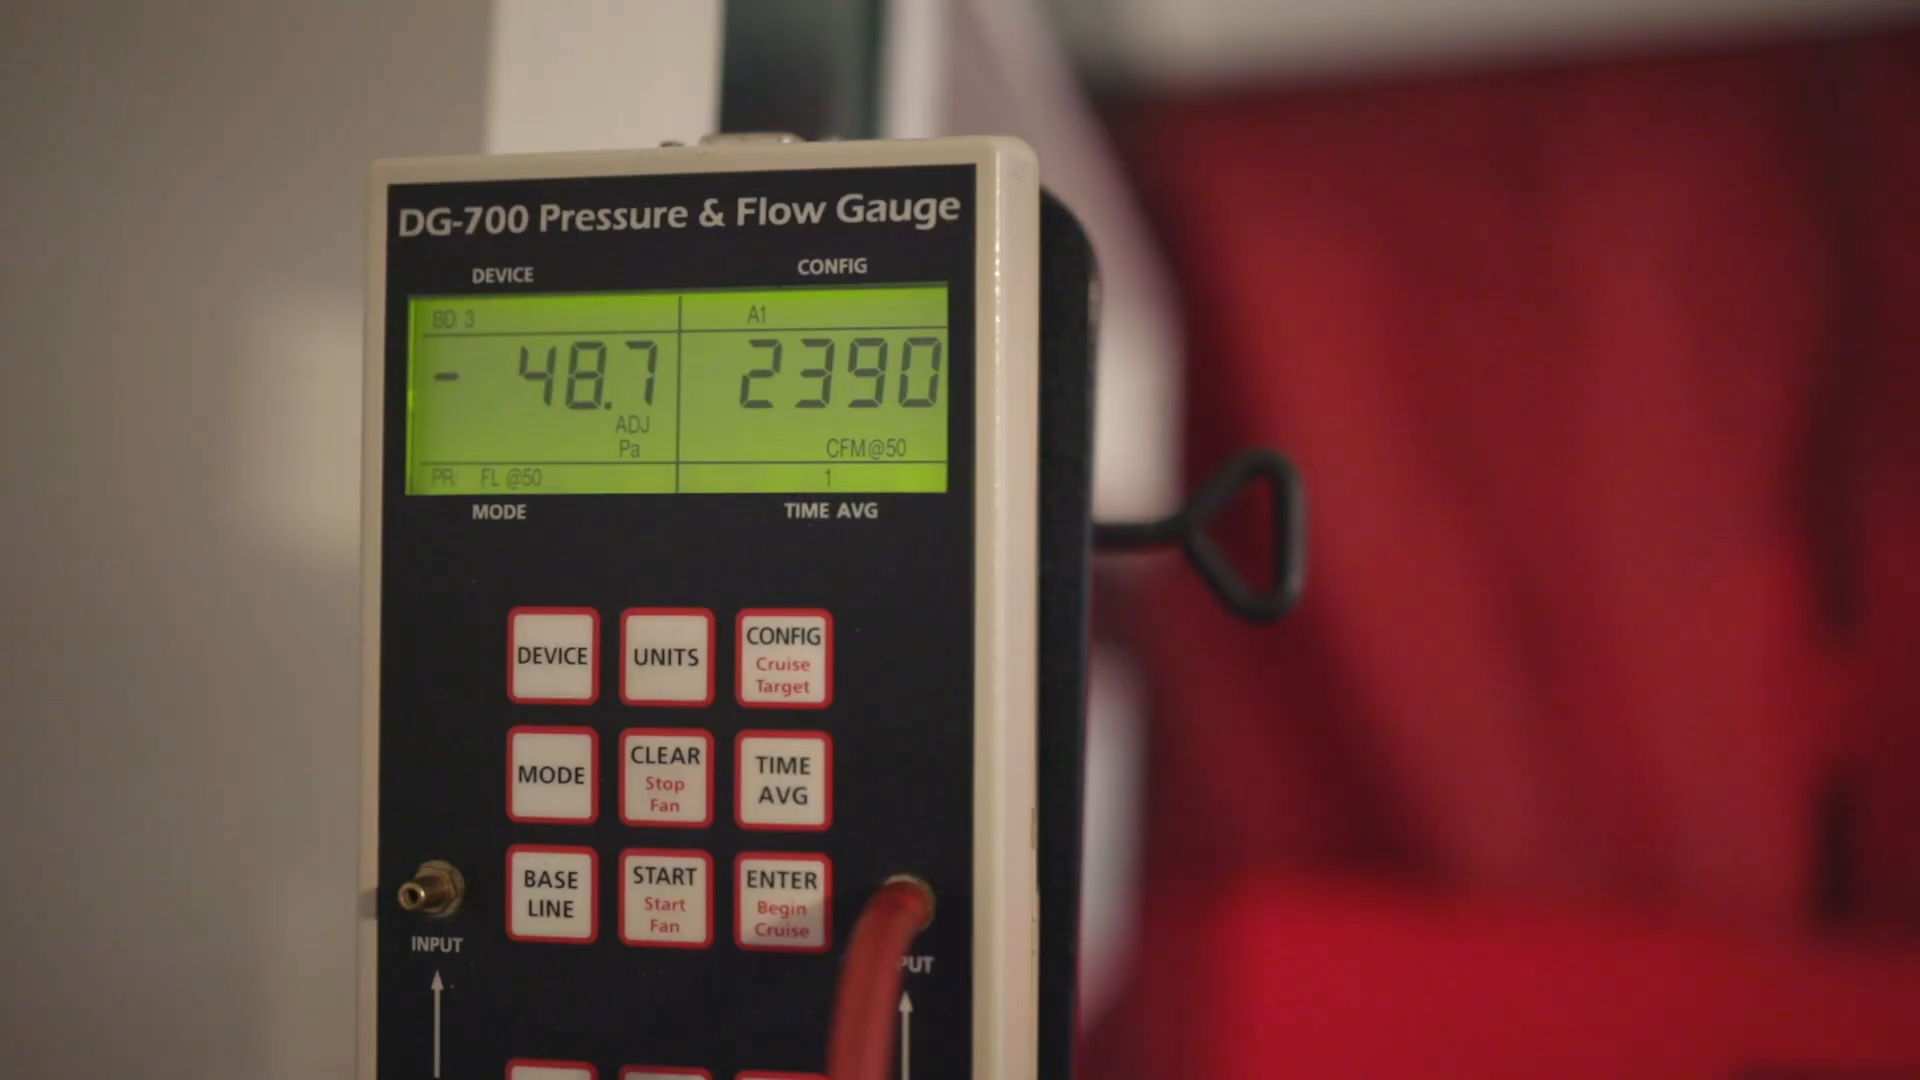 DG-700 Pressure & Flow Gauge
DEVICE CONFIG
BD 3 A1
- 48.7 2390
ADJ
Pa CFM@50
PR/ FL @50 1
MODE TIME AVG
DEVICE
UNITS
CONFIG
Cruise
Target
MODE
CLEAR
Stop
Fan
TIME
AVG
BASE
LINE
START
Start
Fan
ENTER
Begin
Cruise
INPUT
PUT